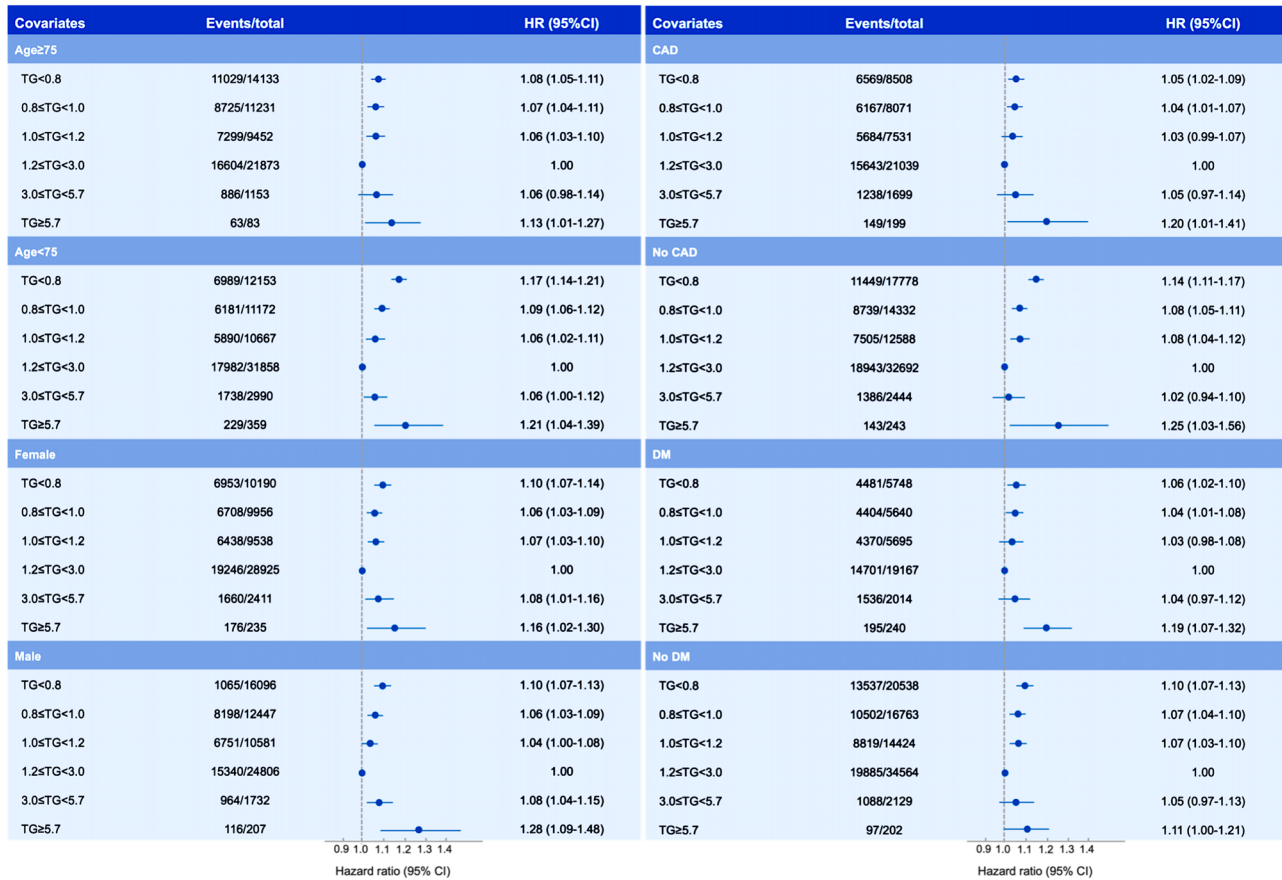 Covariates Events/total HR (95%CI)
Age≥75
TG<0.8 11029/14133 1.08 (1.05-1.11)
0.8≤TG<1.0 8725/11231 1.07 (1.04-1.11)
1.0≤TG<1.2 7299/9452 1.06 (1.03-1.10)
1.2≤TG<3.0 16604/21873 1.00
3.0≤TG<5.7 886/1153 1.06 (0.98-1.14)
TG≥5.7 63/83 1.13 (1.01-1.27)
Age<75
TG<0.8 6989/12153 1.17 (1.14-1.21)
0.8≤TG<1.0 6181/11172 1.09 (1.06-1.12)
1.0≤TG<1.2 5890/10667 1.06 (1.02-1.11)
1.2≤TG<3.0 17982/31858 1.00
3.0≤TG<5.7 1738/2990 1.06 (1.00-1.12)
TG≥5.7 229/359 1.21 (1.04-1.39)
Female
TG<0.8 6953/10190 1.10 (1.07-1.14)
0.8≤TG<1.0 6708/9956 1.06 (1.03-1.09)
1.0≤TG<1.2 6438/9538 1.07 (1.03-1.10)
1.2≤TG<3.0 19246/28925 1.00
3.0≤TG<5.7 1660/2411 1.08 (1.01-1.16)
TG≥5.7 176/235 1.16 (1.02-1.30)
Male
TG<0.8 1065/16096 1.10 (1.07-1.13)
0.8≤TG<1.0 8198/12447 1.06 (1.03-1.09)
1.0≤TG<1.2 6751/10581 1.04 (1.00-1.08)
1.2≤TG<3.0 15340/24806 1.00
3.0≤TG<5.7 964/1732 1.08 (1.04-1.15)
TG≥5.7 116/207 1.28 (1.09-1.48)
0.9 1.0 1.1 1.2 1.3 1.4
Hazard ratio (95% CI)
Covariates Events/total HR (95%CI)
CAD
TG<0.8 6569/8508 1.05 (1.02-1.09)
0.8≤TG<1.0 6167/8071 1.04 (1.01-1.07)
1.0≤TG<1.2 5684/7531 1.03 (0.99-1.07)
1.2≤TG<3.0 15643/21039 1.00
3.0≤TG<5.7 1238/1699 1.05 (0.97-1.14)
TG≥5.7 149/199 1.20 (1.01-1.41)
No CAD
TG<0.8 11449/17778 1.14 (1.11-1.17)
0.8≤TG<1.0 8739/14332 1.08 (1.05-1.11)
1.0≤TG<1.2 7505/12588 1.08 (1.04-1.12)
1.2≤TG<3.0 18943/32692 1.00
3.0≤TG<5.7 1386/2444 1.02 (0.94-1.10)
TG≥5.7 143/243 1.25 (1.03-1.56)
DM
TG<0.8 4481/5748 1.06 (1.02-1.10)
0.8≤TG<1.0 4404/5640 1.04 (1.01-1.08)
1.0≤TG<1.2 4370/5695 1.03 (0.98-1.08)
1.2≤TG<3.0 14701/19167 1.00
3.0≤TG<5.7 1536/2014 1.04 (0.97-1.12)
TG≥5.7 195/240 1.19 (1.07-1.32)
No DM
TG<0.8 13537/20538 1.10 (1.07-1.13)
0.8≤TG<1.0 10502/16763 1.07 (1.04-1.10)
1.0≤TG<1.2 8819/14424 1.07 (1.03-1.10)
1.2≤TG<3.0 19885/34564 1.00
3.0≤TG<5.7 1088/2129 1.05 (0.97-1.13)
TG≥5.7 97/202 1.11 (1.00-1.21)
0.9 1.0 1.1 1.2 1.3 1.4
Hazard ratio (95% CI)